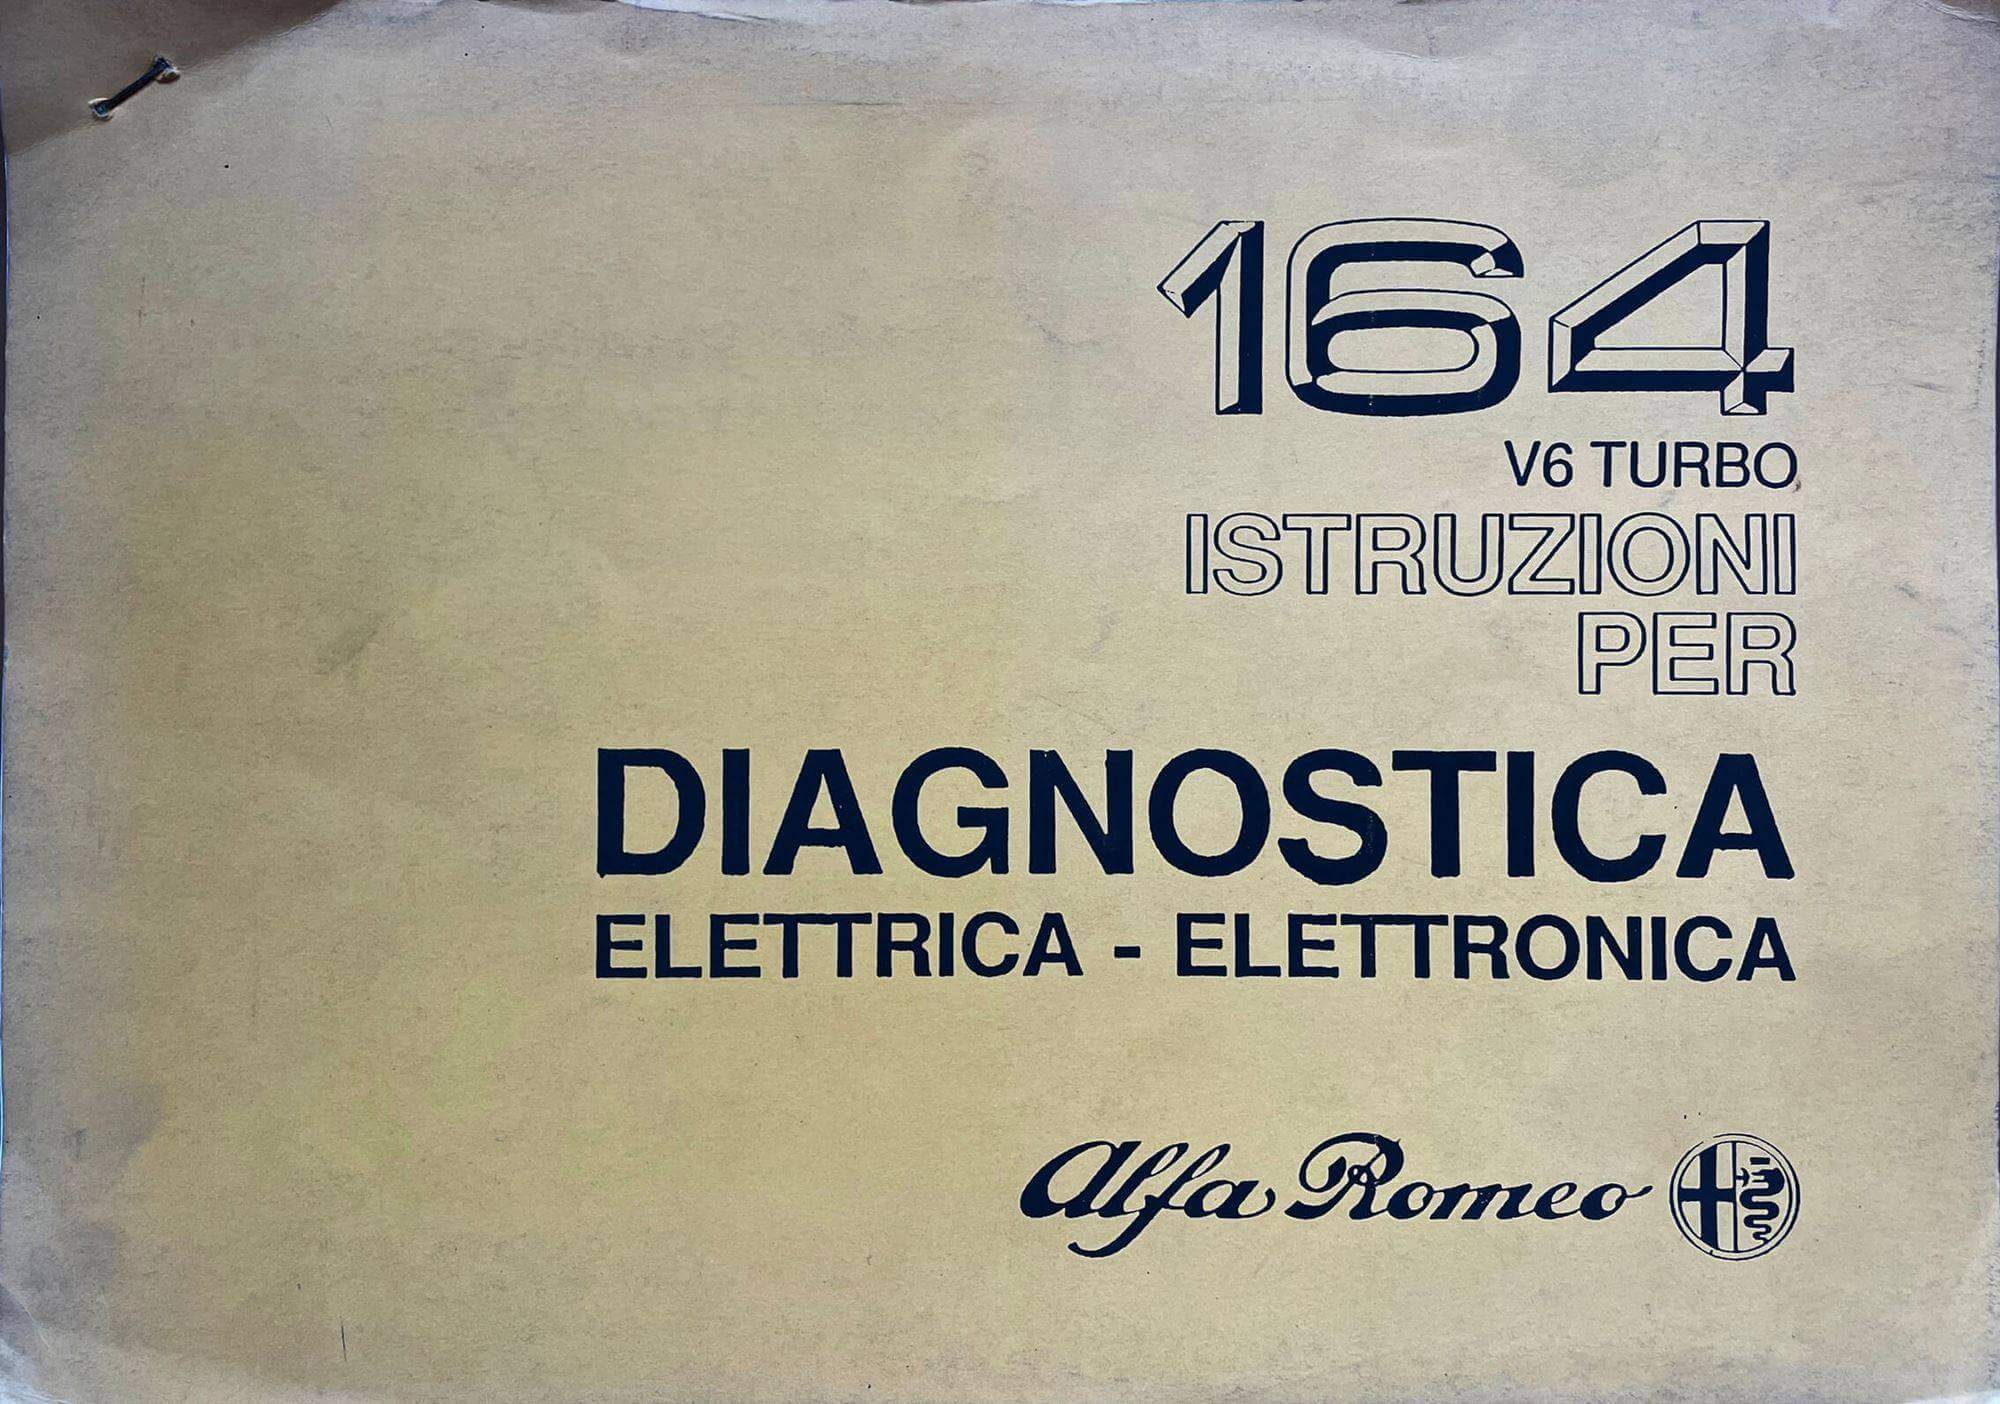 164
V6 TURBO
ISTRUZIONI
PER
DIAGNOSTICA
ELETTRICA - ELETTRONICA
Alfa Romeo